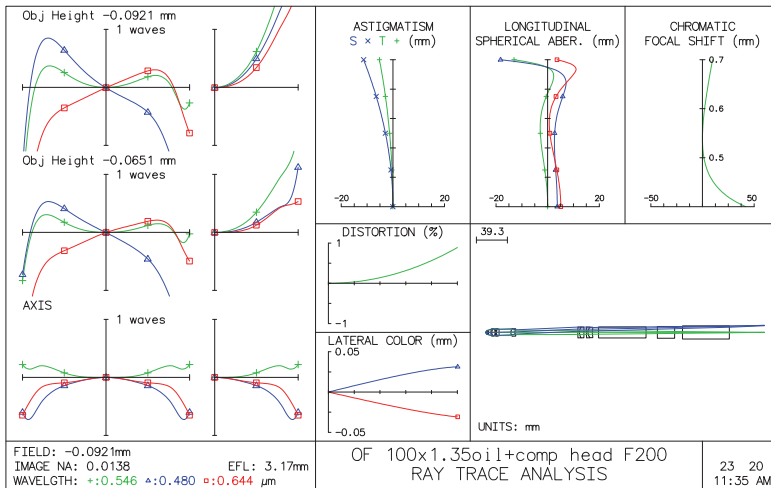 Obj Height -0.0921 mm
1 waves
Obj Height -0.0651 mm
1 waves
AXIS
1 waves
ASTIGMATISM
S × T + (mm)
-20
25
LONGITUDINAL
SPHERICAL ABER. (mm)
-20
20
CHROMATIC
FOCAL SHIFT (mm)
0.7
0.6
0.5
-50
50
DISTORTION (%)
1
-1
LATERAL COLOR (mm)
0.05
-0.05
39.3
UNITS: mm
FIELD: -0.0921mm
IMAGE NA: 0.0138 EFL: 3.17mm
WAVELGTH: +:0.546 △:0.480 □:0.644 µm
OF 100x1.35oil+comp head F200
RAY TRACE ANALYSIS
23 20
11:35 AM